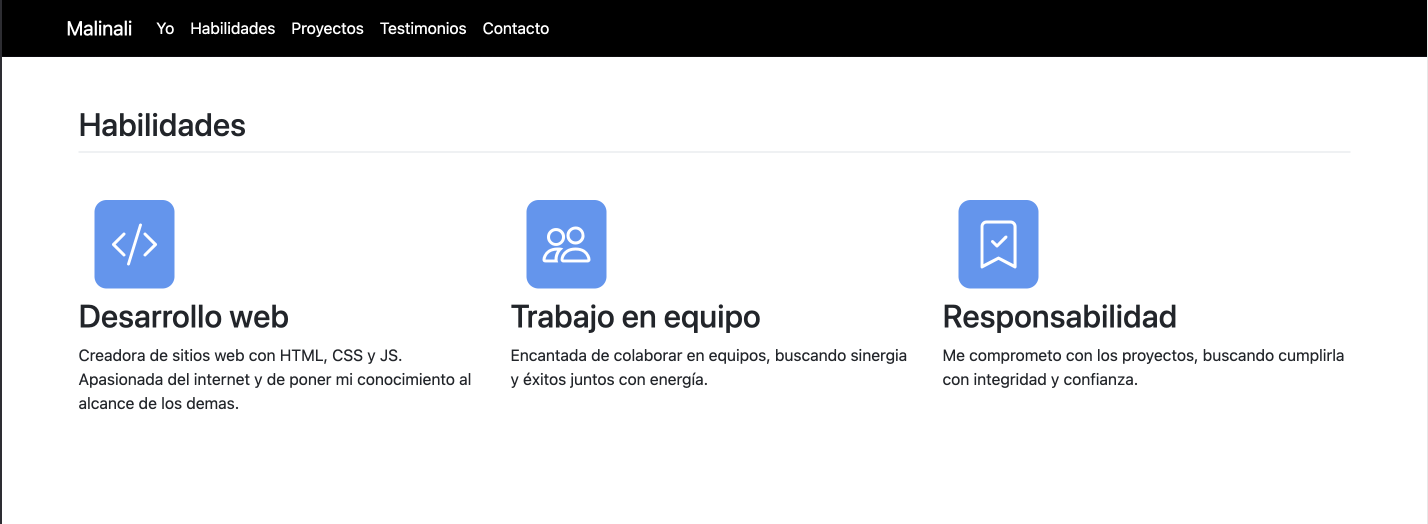 Malinali Yo Habilidades Proyectos Testimonios Contacto
Habilidades
Desarrollo web
Creadora de sitios web con HTML, CSS y JS.
Apasionada del internet y de poner mi conocimiento al
alcance de los demas.
Trabajo en equipo
Encantada de colaborar en equipos, buscando sinergia
y éxitos juntos con energía.
Responsabilidad
Me comprometo con los proyectos, buscando cumplirla
con integridad y confianza.